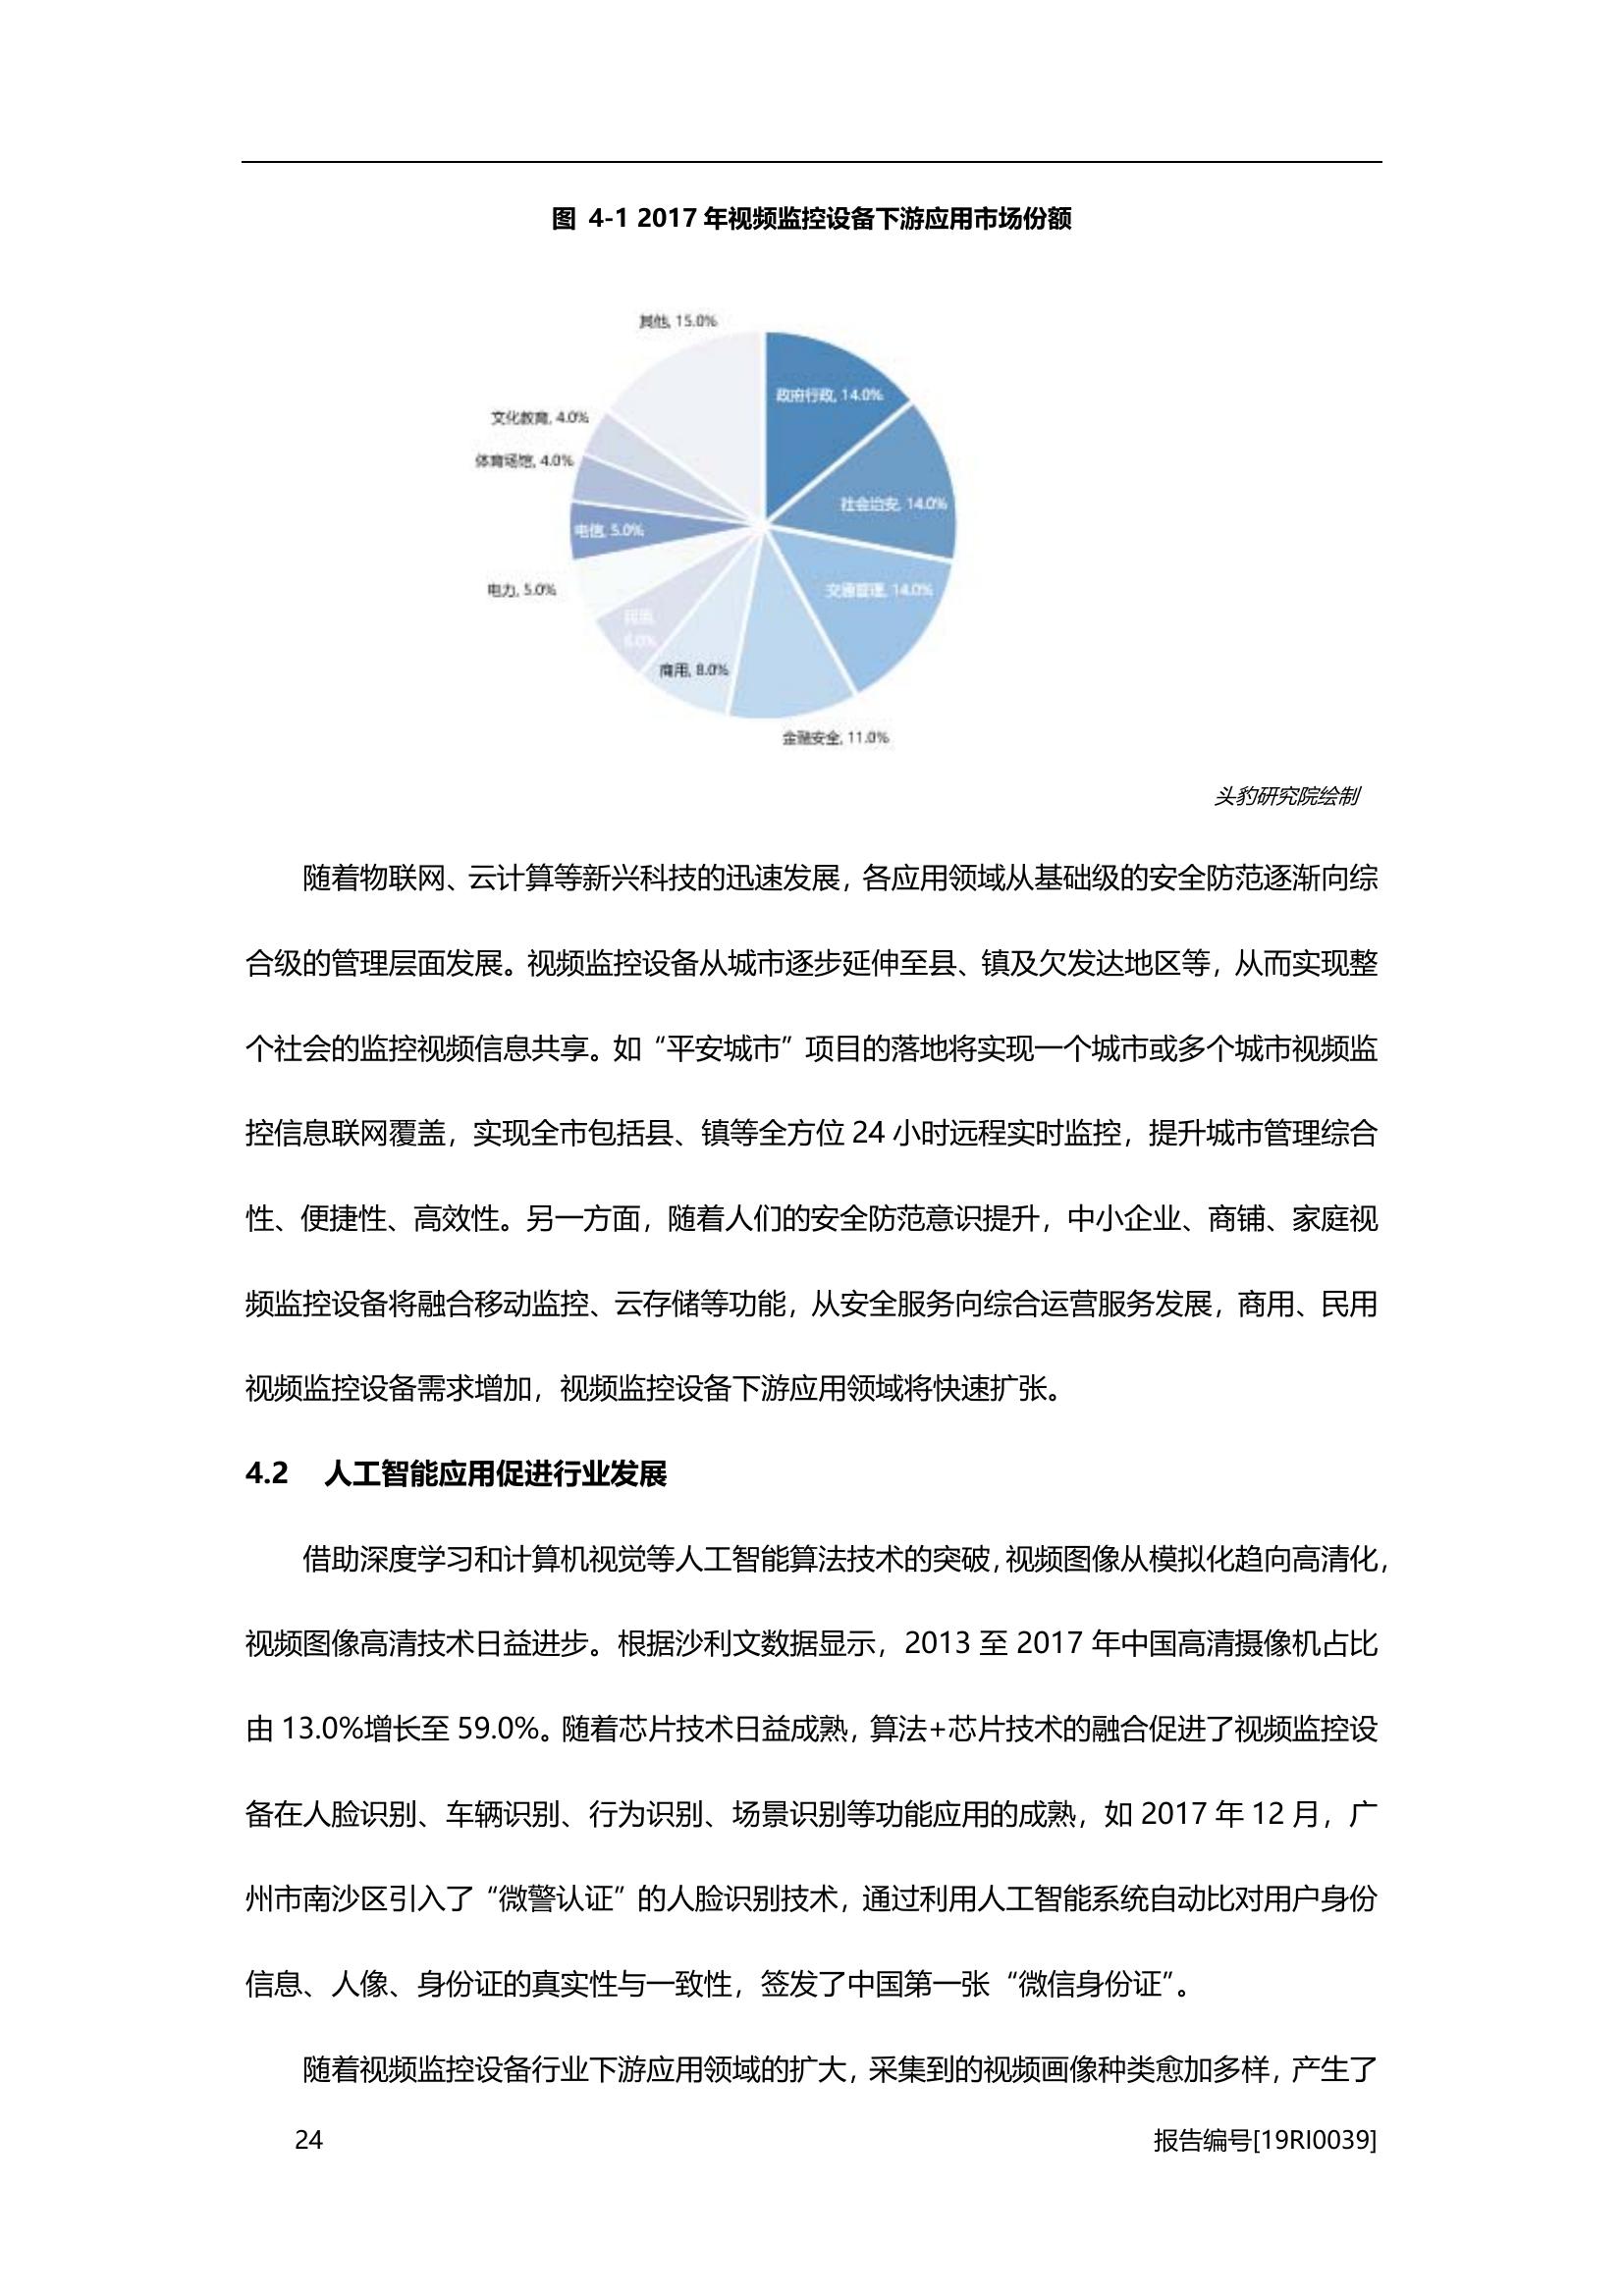 图 4-1 2017 年视频监控设备下游应用市场份额
其他, 15.0%
政府行政, 14.0%
文化教育, 4.0%
体育场馆, 4.0%
社会治安, 14.0%
电信, 5.0%
电力, 5.0%
交通管理, 14.0%
6.0%
商用, 8.0%
金融安全, 11.0%
头豹研究院绘制
随着物联网、云计算等新兴科技的迅速发展，各应用领域从基础级的安全防范逐渐向综
合级的管理层面发展。视频监控设备从城市逐步延伸至县、镇及欠发达地区等，从而实现整
个社会的监控视频信息共享。如“平安城市”项目的落地将实现一个城市或多个城市视频监
控信息联网覆盖，实现全市包括县、镇等全方位 24 小时远程实时监控，提升城市管理综合
性、便捷性、高效性。另一方面，随着人们的安全防范意识提升，中小企业、商铺、家庭视
频监控设备将融合移动监控、云存储等功能，从安全服务向综合运营服务发展，商用、民用
视频监控设备需求增加，视频监控设备下游应用领域将快速扩张。
4.2 人工智能应用促进行业发展
借助深度学习和计算机视觉等人工智能算法技术的突破，视频图像从模拟化趋向高清化，
视频图像高清技术日益进步。根据沙利文数据显示，2013 至 2017 年中国高清摄像机占比
由 13.0%增长至 59.0%。随着芯片技术日益成熟，算法+芯片技术的融合促进了视频监控设
备在人脸识别、车辆识别、行为识别、场景识别等功能应用的成熟，如 2017 年 12 月，广
州市南沙区引入了“微警认证”的人脸识别技术，通过利用人工智能系统自动比对用户身份
信息、人像、身份证的真实性与一致性，签发了中国第一张“微信身份证”。
随着视频监控设备行业下游应用领域的扩大，采集到的视频画像种类愈加多样，产生了
24
报告编号[19RI0039]